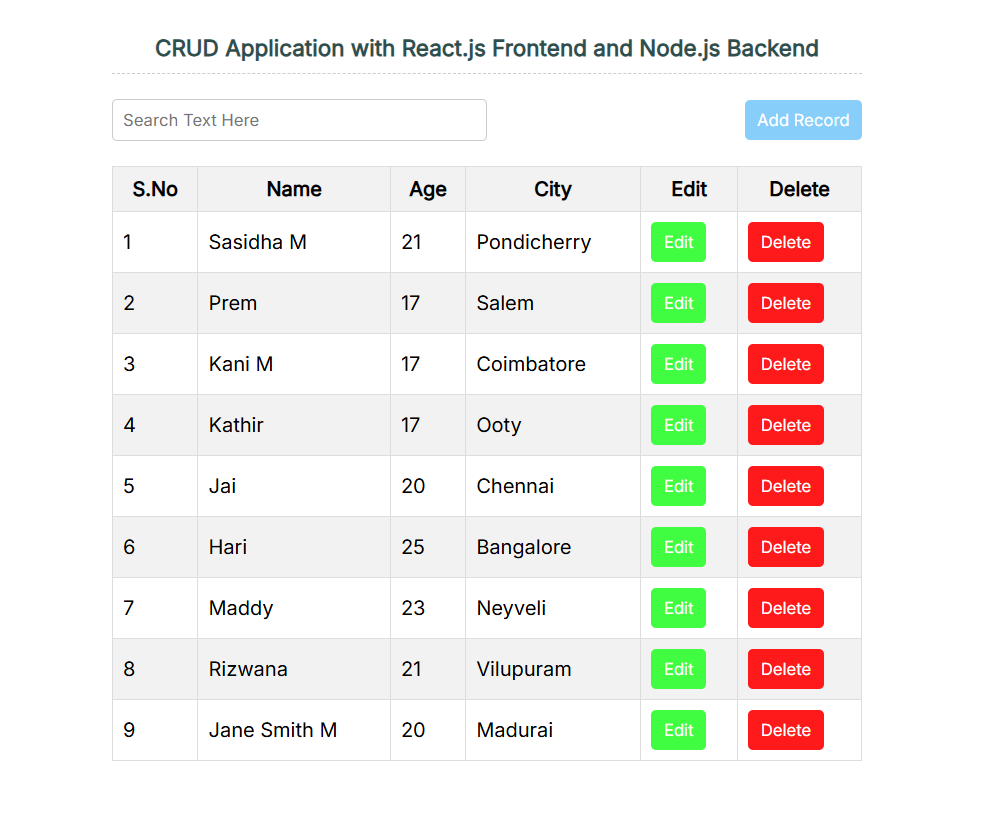 CRUD Application with React.js Frontend and Node.js Backend
Search Text Here Add Record
S.No Name Age City Edit Delete
1 Sasidha M 21 Pondicherry Edit Delete
2 Prem 17 Salem Edit Delete
3 Kani M 17 Coimbatore Edit Delete
4 Kathir 17 Ooty Edit Delete
5 Jai 20 Chennai Edit Delete
6 Hari 25 Bangalore Edit Delete
7 Maddy 23 Neyveli Edit Delete
8 Rizwana 21 Vilupuram Edit Delete
9 Jane Smith M 20 Madurai Edit Delete